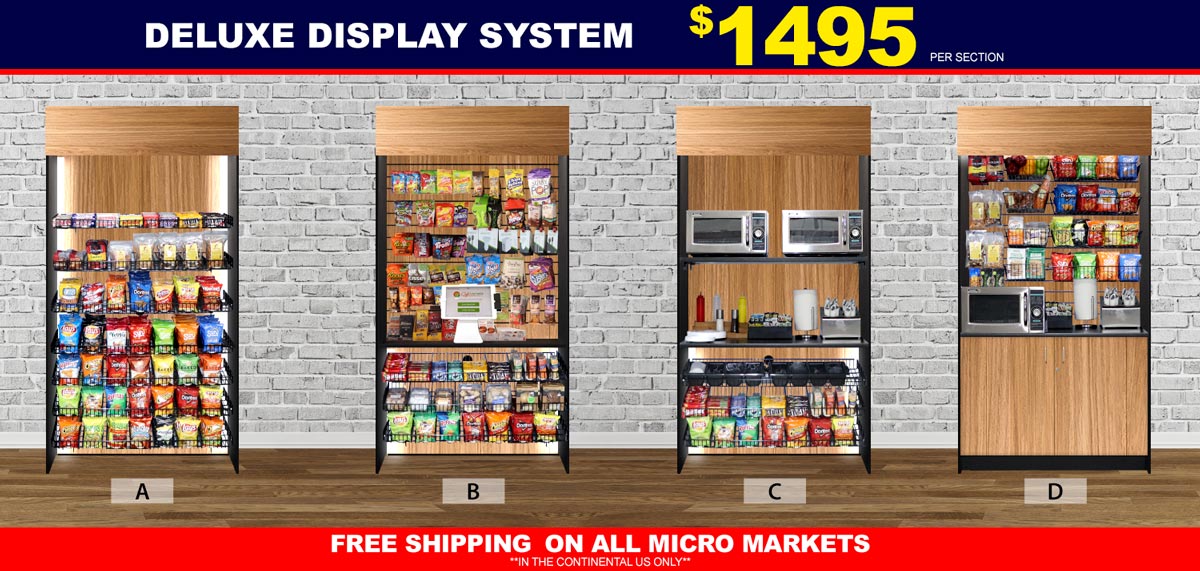 DELUXE DISPLAY SYSTEM $1495 PER SECTION
A B C D
FREE SHIPPING ON ALL MICRO MARKETS
**IN THE CONTINENTAL US ONLY**